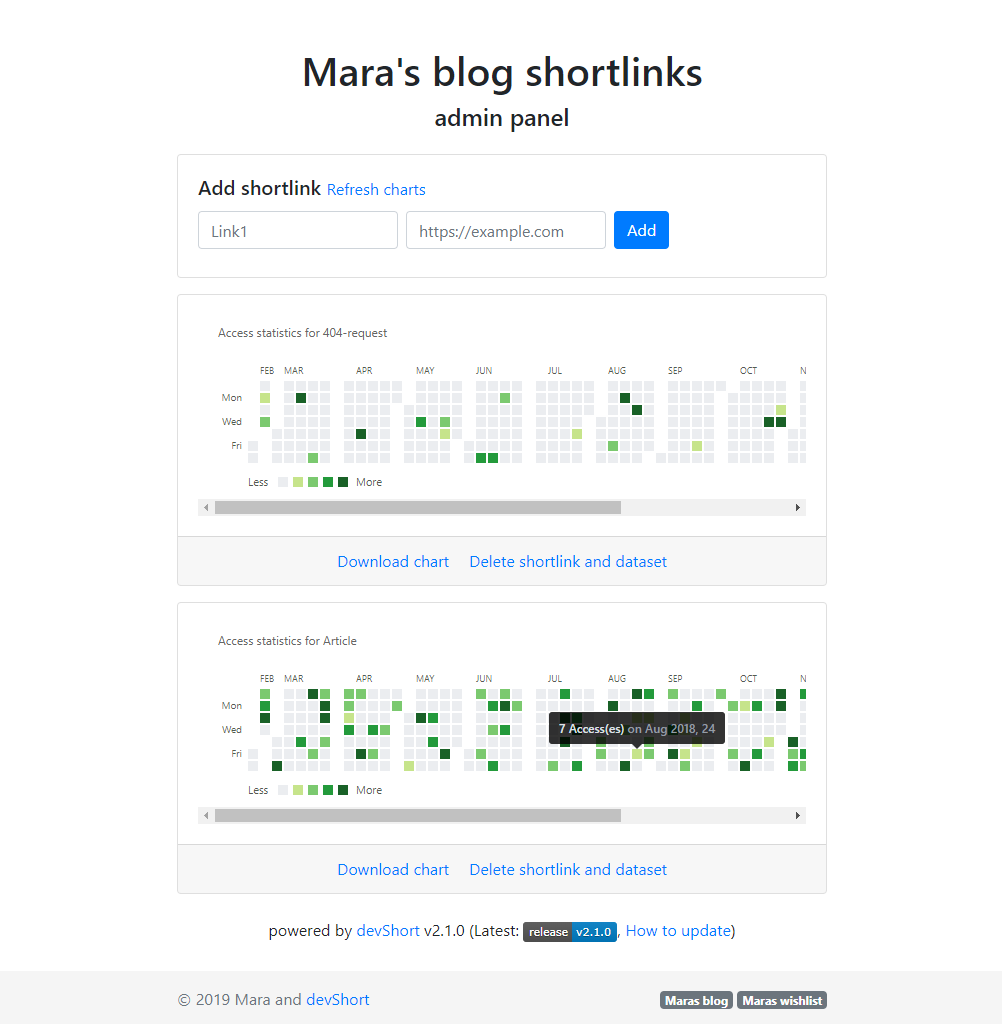 Mara's blog shortlinks
admin panel
Add shortlink Refresh charts
Link1 https://example.com Add
Access statistics for 404-request
FEB MAR APR MAY JUN JUL AUG SEP OCT N
Mon
Wed
Fri
Less More
Download chart Delete shortlink and dataset
Access statistics for Article
FEB MAR APR MAY JUN JUL AUG SEP OCT N
Mon
7 Access(es) on Aug 2018, 24
Wed
Fri
Less More
Download chart Delete shortlink and dataset
powered by devShort v2.1.0 (Latest: release v2.1.0, How to update)
© 2019 Mara and devShort Maras blog Maras wishlist